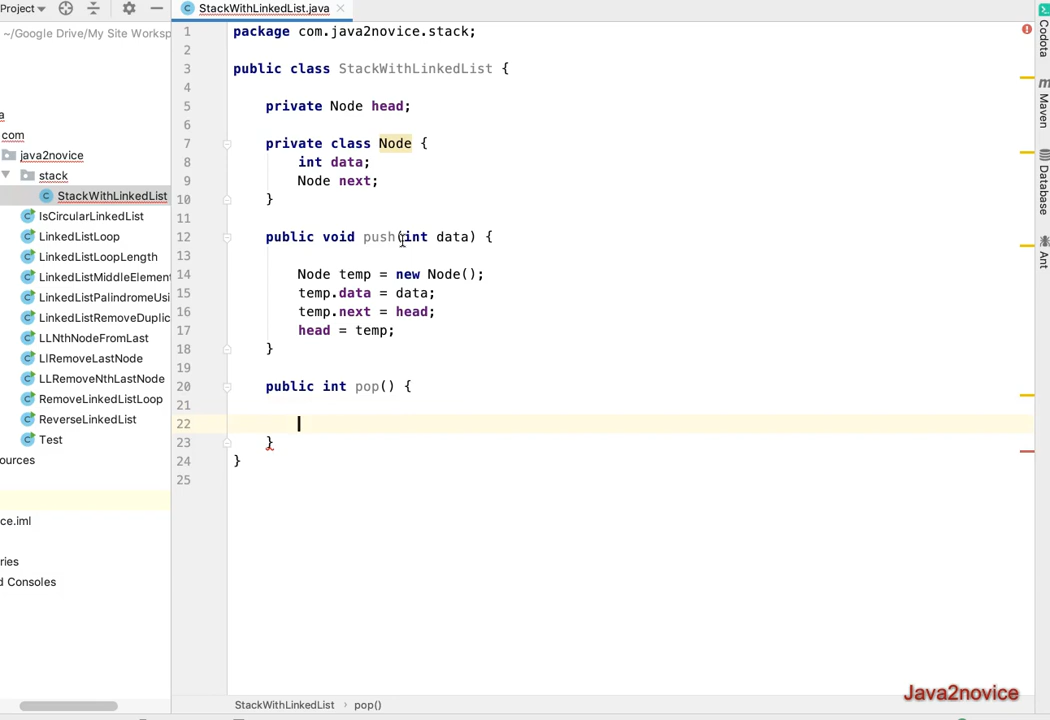 Project
StackWithLinkedList.java
~/Google Drive/My Site Worksp
a
com
java2novice
stack
StackWithLinkedList
IsCircularLinkedList
LinkedListLoop
LinkedListLoopLength
LinkedListMiddleElement
LinkedListPalindromeUsi
LinkedListRemoveDuplic
LLNthNodeFromLast
LlRemoveLastNode
LLRemoveNthLastNode
RemoveLinkedListLoop
ReverseLinkedList
Test
ources
ce.iml
ries
d Consoles
1 package com.java2novice.stack;
2
3 public class StackWithLinkedList {
4
5 private Node head;
6
7 private class Node {
8 int data;
9 Node next;
10 }
11
12 public void push(int data) {
13
14 Node temp = new Node();
15 temp.data = data;
16 temp.next = head;
17 head = temp;
18 }
19
20 public int pop() {
21
22
23 }
24 }
25
Codota
m
Maven
Database
Ant
StackWithLinkedList › pop()
Java2novice